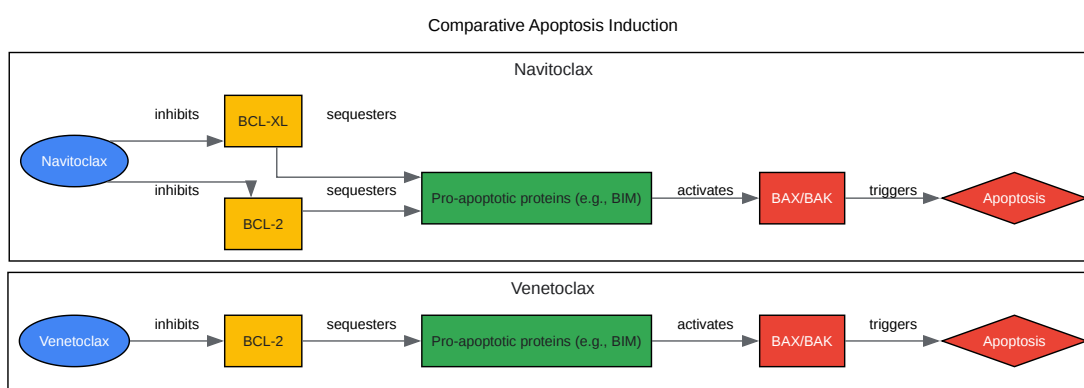 Comparative Apoptosis Induction
Navitoclax
inhibits
BCL-XL
sequesters
Navitoclax
inhibits
BCL-2
sequesters
Pro-apoptotic proteins (e.g., BIM)
activates
BAX/BAK
triggers
Apoptosis
Venetoclax
Venetoclax
inhibits
BCL-2
sequesters
Pro-apoptotic proteins (e.g., BIM)
activates
BAX/BAK
triggers
Apoptosis